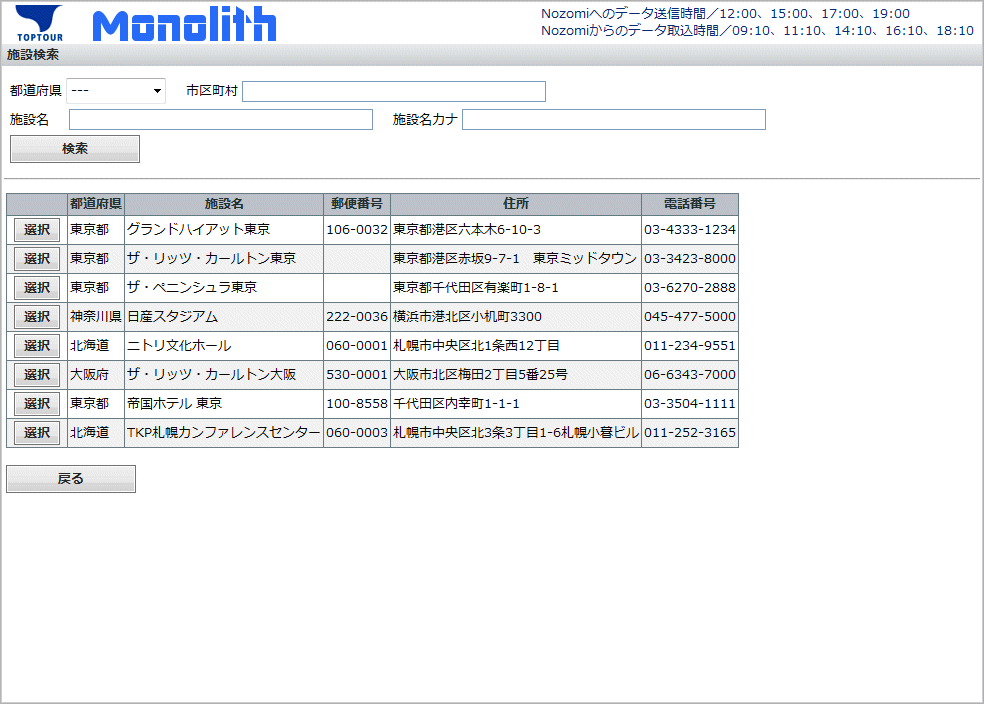 TOPTOUR
Monolith
Nozomiへのデータ送信時間／12:00、15:00、17:00、19:00
Nozomiからのデータ取込時間／09:10、11:10、14:10、16:10、18:10
施設検索
都道府県 --- 市区町村
施設名 施設名カナ
検索
都道府県 施設名 郵便番号 住所 電話番号
選択 東京都 グランドハイアット東京 106-0032 東京都港区六本木6-10-3 03-4333-1234
選択 東京都 ザ・リッツ・カールトン東京 東京都港区赤坂9-7-1　東京ミッドタウン 03-3423-8000
選択 東京都 ザ・ペニンシュラ東京 東京都千代田区有楽町1-8-1 03-6270-2888
選択 神奈川県 日産スタジアム 222-0036 横浜市港北区小机町3300 045-477-5000
選択 北海道 ニトリ文化ホール 060-0001 札幌市中央区北1条西12丁目 011-234-9551
選択 大阪府 ザ・リッツ・カールトン大阪 530-0001 大阪市北区梅田2丁目5番25号 06-6343-7000
選択 東京都 帝国ホテル 東京 100-8558 千代田区内幸町1-1-1 03-3504-1111
選択 北海道 TKP札幌カンファレンスセンター 060-0003 札幌市中央区北3条3丁目1-6札幌小暮ビル 011-252-3165
戻る